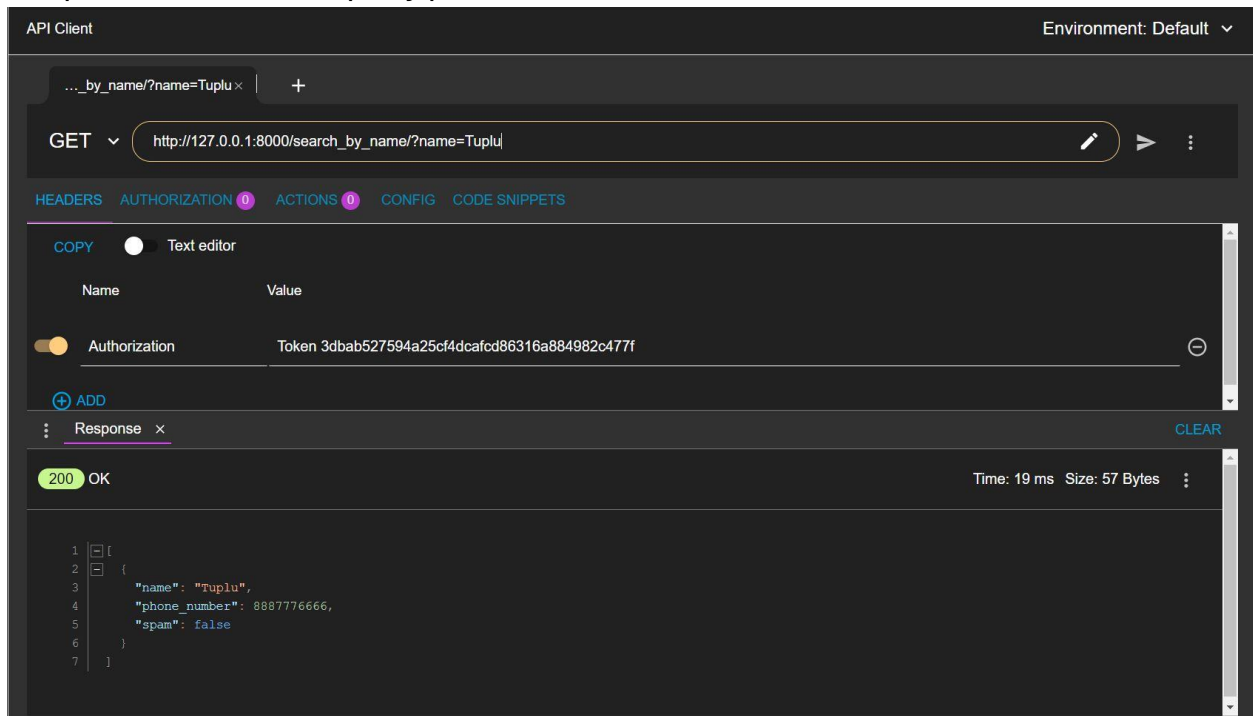 API Client
Environment: Default
..._by_name/?name=Tuplu ×
+
GET http://127.0.0.1:8000/search_by_name/?name=Tuplu
HEADERS AUTHORIZATION 0 ACTIONS 0 CONFIG CODE SNIPPETS
COPY Text editor
Name Value
Authorization Token 3dbab527594a25cf4dcafcd86316a884982c477f
ADD
Response × CLEAR
200 OK Time: 19 ms Size: 57 Bytes
1 [
2 {
3 "name": "Tuplu",
4 "phone_number": 8887776666,
5 "spam": false
6 }
7 ]